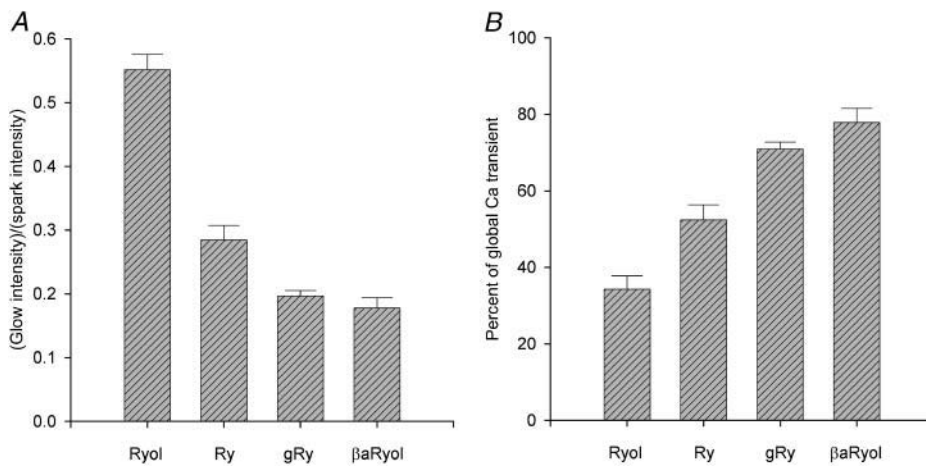 A
(Glow intensity)/(spark intensity)
0.6
0.5
0.4
0.3
0.2
0.1
0.0
Ryol Ry gRy βaRyol
B
Percent of global Ca transient
100
80
60
40
20
0
Ryol Ry gRy βaRyol